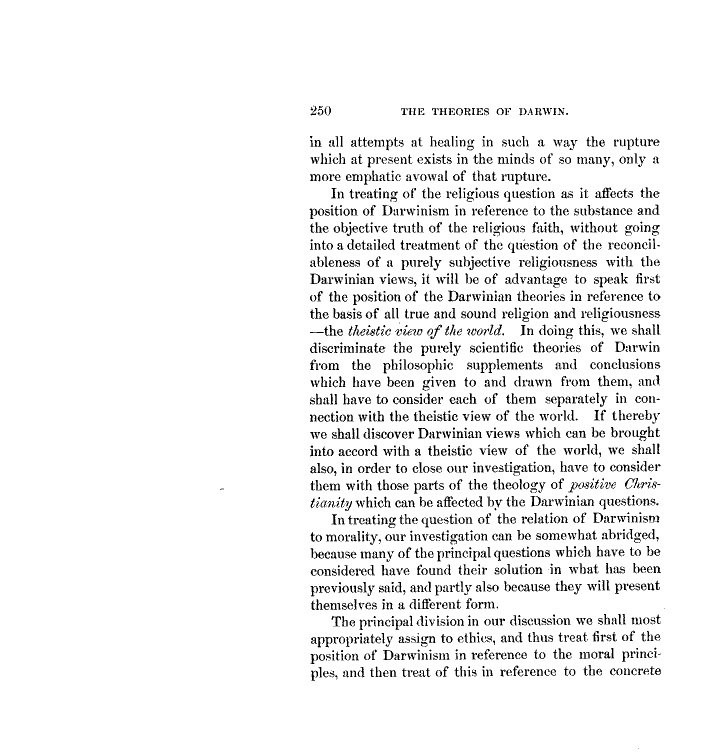 250 THE THEORIES OF DARWIN.
in all attempts at healing in such a way the rupture
which at present exists in the minds of so many, only a
more emphatic avowal of that rupture.
In treating of the religious question as it affects the
position of Darwinism in reference to the substance and
the objective truth of the religious faith, without going
into a detailed treatment of the question of the reconcil-
ableness of a purely subjective religiousness with the
Darwinian views, it will be of advantage to speak first
of the position of the Darwinian theories in reference to
the basis of all true and sound religion and religiousness
—the theistic view of the world. In doing this, we shall
discriminate the purely scientific theories of Darwin
from the philosophic supplements and conclusions
which have been given to and drawn from them, and
shall have to consider each of them separately in con-
nection with the theistic view of the world. If thereby
we shall discover Darwinian views which can be brought
into accord with a theistic view of the world, we shall
also, in order to close our investigation, have to consider
them with those parts of the theology of positive Chris-
tianity which can be affected by the Darwinian questions.
In treating the question of the relation of Darwinism
to morality, our investigation can be somewhat abridged,
because many of the principal questions which have to be
considered have found their solution in what has been
previously said, and partly also because they will present
themselves in a different form.
The principal division in our discussion we shall most
appropriately assign to ethics, and thus treat first of the
position of Darwinism in reference to the moral princi-
ples, and then treat of this in reference to the concrete